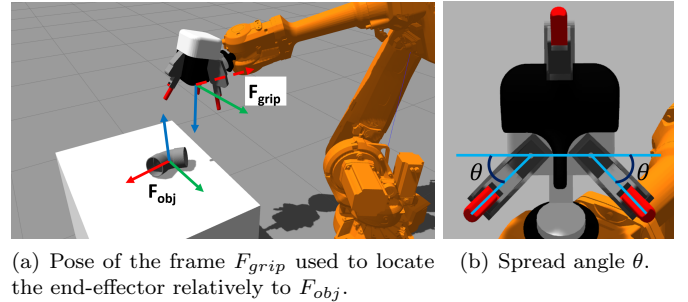 F_grip
F_obj
θ θ
(a) Pose of the frame F_grip used to locate
the end-effector relatively to F_obj.
(b) Spread angle θ.